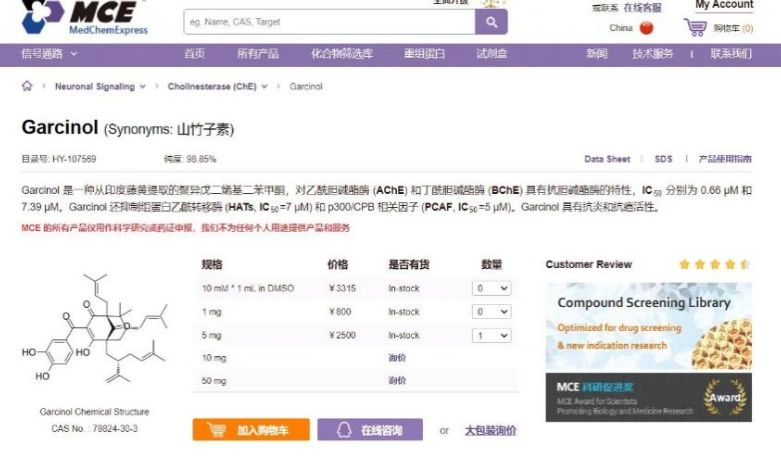 MCE
MedChemExpress
eg. Name, CAS, Target
或联系 在线客服
My Account
China
购物车 (0)
信号通路
首页
所有产品
化合物筛选库
重组蛋白
试剂盒
新闻
技术服务
联系我们
Neuronal Signaling
Cholinesterase (ChE)
Garcinol
Garcinol (Synonyms: 山竹子素)
目录号: HY-107569
纯度: 98.85%
Data Sheet
SDS
产品使用指南
Garcinol 是一种从印度藤黄提取的聚异戊二烯基二苯甲酮，对乙酰胆碱酯酶 (AChE) 和丁酰胆碱酯酶 (BChE) 具有抗胆碱酯酶的特性，IC50 分别为 0.66 μM 和
7.39 μM。Garcinol 还抑制组蛋白乙酰转移酶 (HATs, IC50=7 μM) 和 p300/CPB 相关因子 (PCAF, IC50=5 μM)。Garcinol 具有抗炎和抗癌活性。
MCE 的所有产品仅用作科学研究或药证申报，我们不为任何个人用途提供产品和服务
规格 价格 是否有货 数量
10 mM * 1 mL in DMSO ￥3315 In-stock 0
1 mg ￥800 In-stock 0
5 mg ￥2500 In-stock 1
10 mg 询价
50 mg 询价
加入购物车
在线咨询
or
大包装询价
O
O
O
OH
HO
HO
Garcinol Chemical Structure
CAS No. : 78824-30-3
Customer Review
Compound Screening Library
Optimized for drug screening
& new indication research
MCE 科研促进奖
MCE Award for Scientists
Promoting Biology and Medicine Research
Award